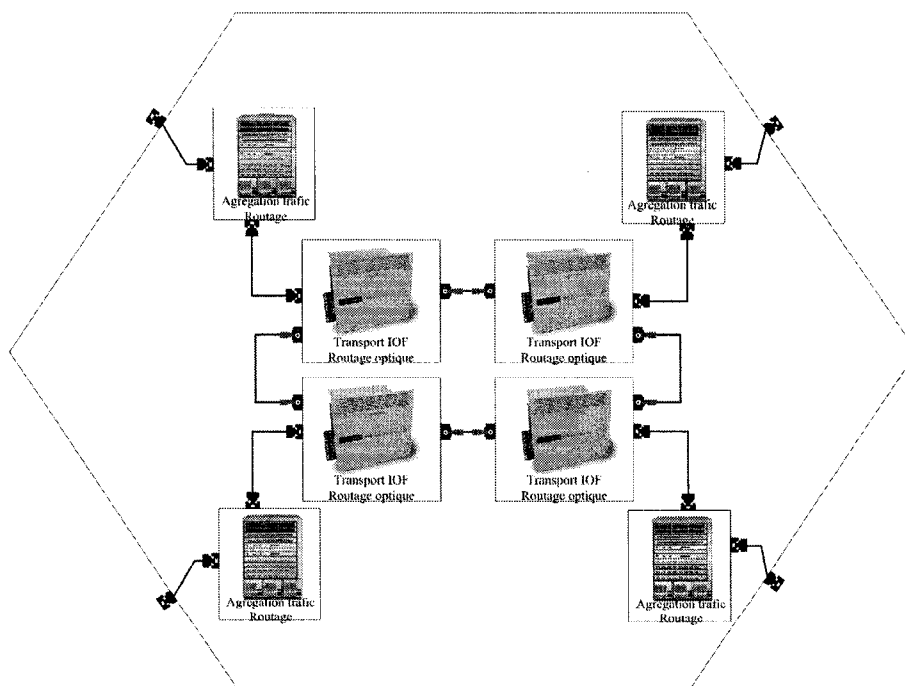 Agregation trafic
Routage
Agregation trafic
Routage
Transport IOF
Routage optique
Transport IOF
Routage optique
Transport IOF
Routage optique
Transport IOF
Routage optique
Agregation trafic
Routage
Agregation trafic
Routage